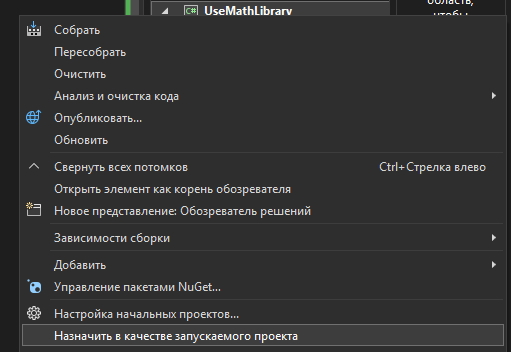 UseMathLibrary
область,
чтобы
Собрать
Пересобрать
Очистить
Анализ и очистка кода
Опубликовать...
Обновить
Свернуть всех потомков Ctrl+Стрелка влево
Открыть элемент как корень обозревателя
Новое представление: Обозреватель решений
Зависимости сборки
Добавить
Управление пакетами NuGet...
Настройка начальных проектов...
Назначить в качестве запускаемого проекта